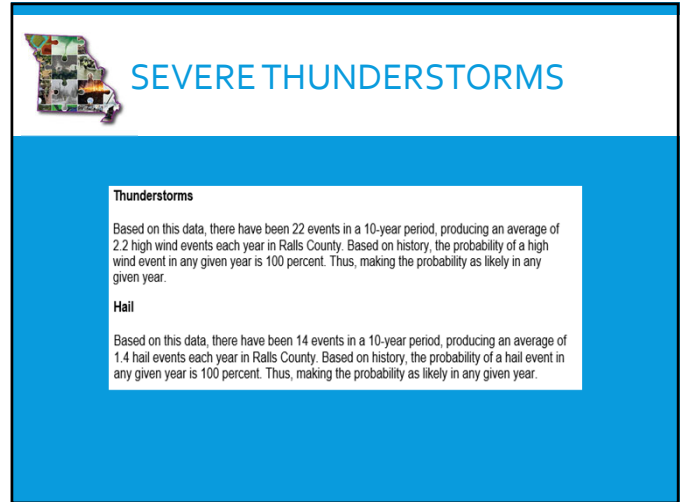 SEVERE THUNDERSTORMS
Thunderstorms
Based on this data, there have been 22 events in a 10-year period, producing an average of
2.2 high wind events each year in Ralls County. Based on history, the probability of a high
wind event in any given year is 100 percent. Thus, making the probability as likely in any
given year.
Hail
Based on this data, there have been 14 events in a 10-year period, producing an average of
1.4 hail events each year in Ralls County. Based on history, the probability of a hail event in
any given year is 100 percent. Thus, making the probability as likely in any given year.